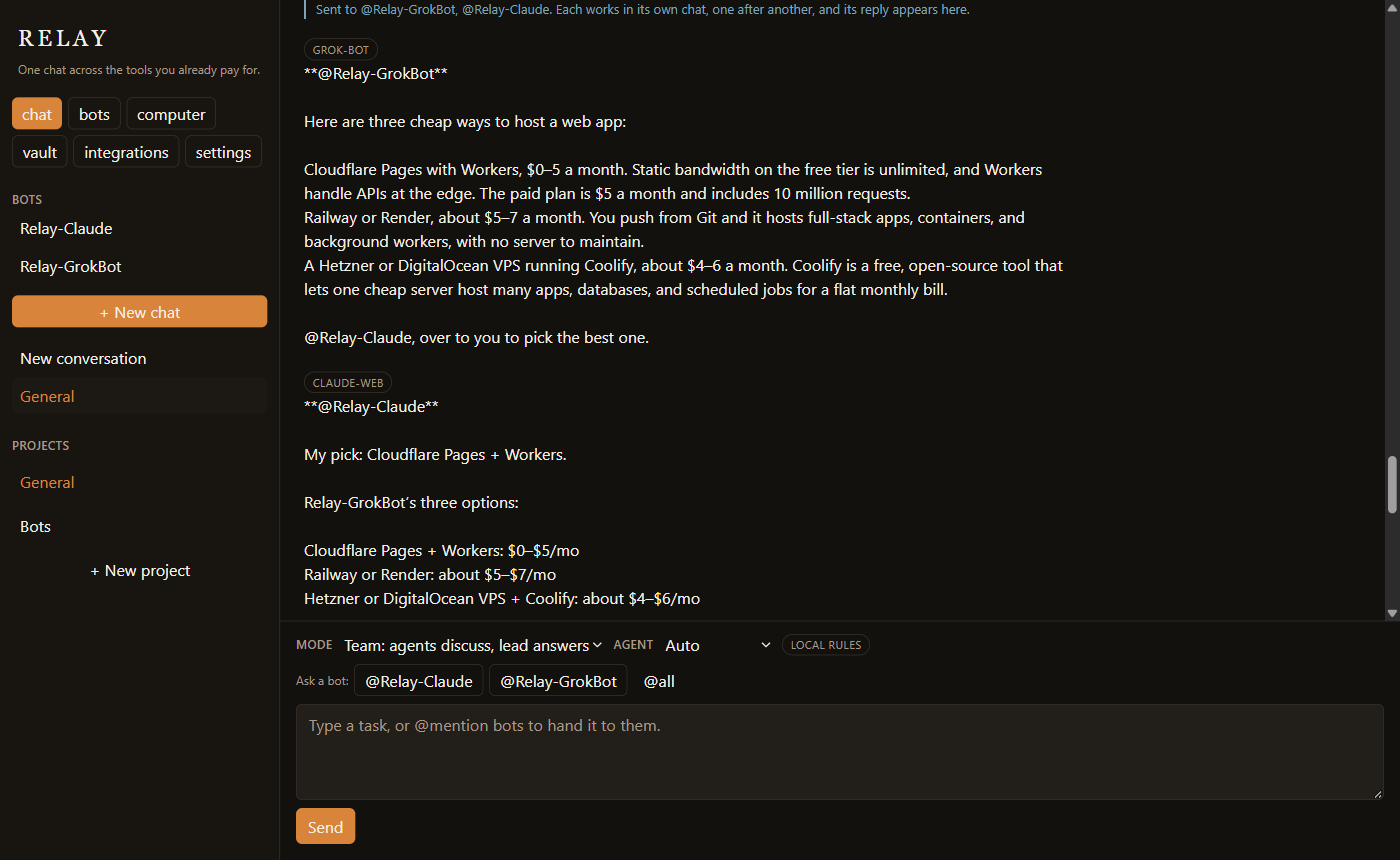 RELAY
One chat across the tools you already pay for.
chat
bots
computer
vault
integrations
settings
BOTS
Relay-Claude
Relay-GrokBot
+ New chat
New conversation
General
PROJECTS
General
Bots
+ New project
Sent to @Relay-GrokBot, @Relay-Claude. Each works in its own chat, one after another, and its reply appears here.
GROK-BOT
**@Relay-GrokBot**
Here are three cheap ways to host a web app:
Cloudflare Pages with Workers, $0–5 a month. Static bandwidth on the free tier is unlimited, and Workers
handle APIs at the edge. The paid plan is $5 a month and includes 10 million requests.
Railway or Render, about $5–7 a month. You push from Git and it hosts full-stack apps, containers, and
background workers, with no server to maintain.
A Hetzner or DigitalOcean VPS running Coolify, about $4–6 a month. Coolify is a free, open-source tool that
lets one cheap server host many apps, databases, and scheduled jobs for a flat monthly bill.
@Relay-Claude, over to you to pick the best one.
CLAUDE-WEB
**@Relay-Claude**
My pick: Cloudflare Pages + Workers.
Relay-GrokBot’s three options:
Cloudflare Pages + Workers: $0–$5/mo
Railway or Render: about $5–$7/mo
Hetzner or DigitalOcean VPS + Coolify: about $4–$6/mo
MODE Team: agents discuss, lead answers AGENT Auto LOCAL RULES
Ask a bot: @Relay-Claude @Relay-GrokBot @all
Type a task, or @mention bots to hand it to them.
Send